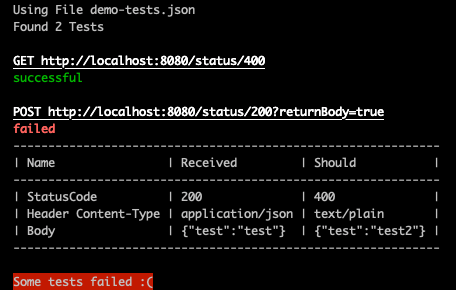 Using File demo-tests.json
Found 2 Tests
GET http://localhost:8080/status/400
successful
POST http://localhost:8080/status/200?returnBody=true
failed
---------------------------------------------------------------
| Name | Received | Should |
---------------------------------------------------------------
| StatusCode | 200 | 400 |
| Header Content-Type | application/json | text/plain |
| Body | {"test":"test"} | {"test":"test2"} |
---------------------------------------------------------------
Some tests failed :(